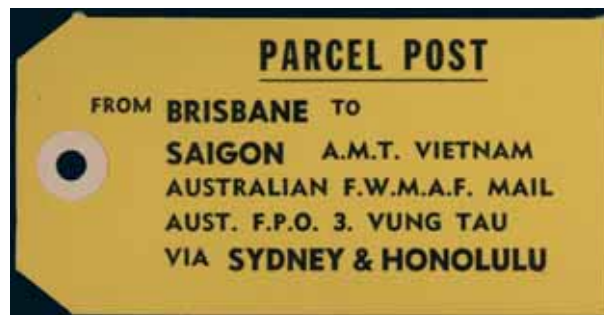 PARCEL POST
FROM BRISBANE TO
SAIGON A.M.T. VIETNAM
AUSTRALIAN F.W.M.A.F. MAIL
AUST. F.P.O. 3. VUNG TAU
VIA SYDNEY & HONOLULU